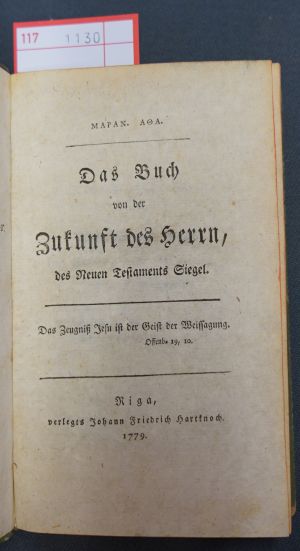 117 1130
ΜΑΡΑΝ. ΑΘΑ.
Das Buch
von der
Zukunft des Herrn,
des Neuen Testaments Siegel.
Das Zeugniß Jesu ist der Geist der Weissagung.
Offenb. 19, 10.
Riga,
verlegts Johann Friedrich Hartknoch.
1779.